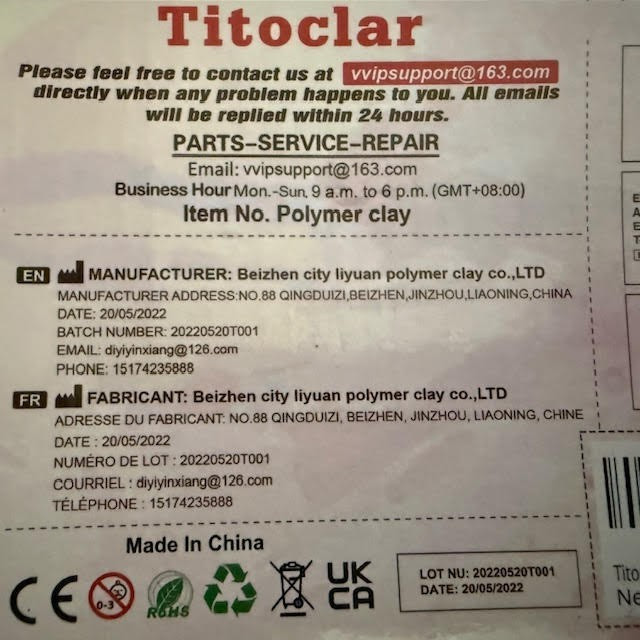 Titoclar
Please feel free to contact us at vvipsupport@163.com
directly when any problem happens to you. All emails
will be replied within 24 hours.
PARTS-SERVICE-REPAIR
Email: vvipsupport@163.com
Business Hour Mon.-Sun. 9 a.m. to 6 p.m. (GMT+08:00)
Item No. Polymer clay
EN MANUFACTURER: Beizhen city liyuan polymer clay co.,LTD
MANUFACTURER ADDRESS:NO.88 QINGDUIZI,BEIZHEN,JINZHOU,LIAONING,CHINA
DATE: 20/05/2022
BATCH NUMBER: 20220520T001
EMAIL: diyiyinxiang@126.com
PHONE: 15174235888
FR FABRICANT: Beizhen city liyuan polymer clay co.,LTD
ADRESSE DU FABRICANT: NO.88 QINGDUIZI, BEIZHEN, JINZHOU, LIAONING, CHINE
DATE : 20/05/2022
NUMÉRO DE LOT : 20220520T001
COURRIEL : diyiyinxiang@126.com
TÉLÉPHONE : 15174235888
Made In China
CE 0-3 RoHS UK
CA
LOT NU: 20220520T001
DATE: 20/05/2022
Tito
Ne